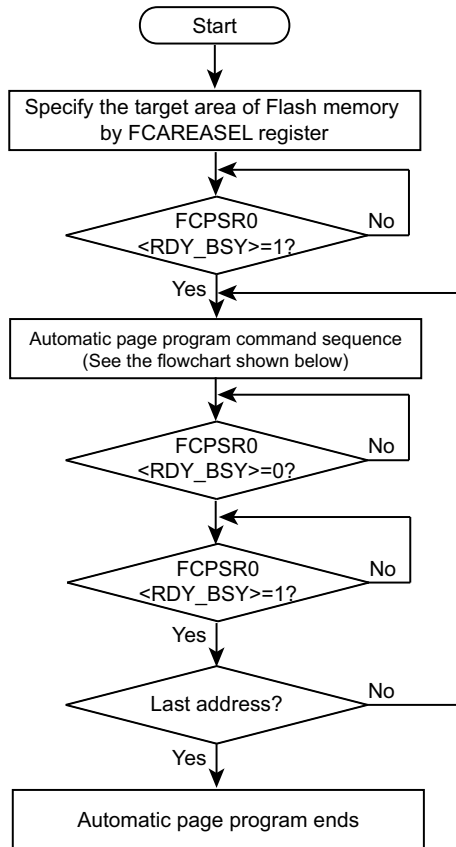 Start
Specify the target area of Flash memory
by FCAREASEL register
FCPSR0
<RDY_BSY>=1?
No
Yes
Automatic page program command sequence
(See the flowchart shown below)
FCPSR0
<RDY_BSY>=0?
No
FCPSR0
<RDY_BSY>=1?
No
Yes
Last address?
No
Yes
Automatic page program ends